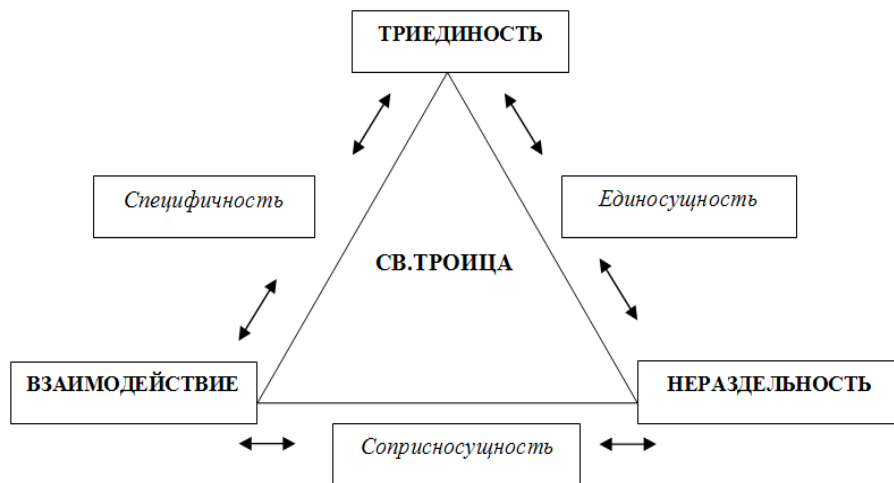 ТРИЕДИНОСТЬ
Специфичность
Единосущность
СВ.ТРОИЦА
ВЗАИМОДЕЙСТВИЕ
НЕРАЗДЕЛЬНОСТЬ
Соприсносущность